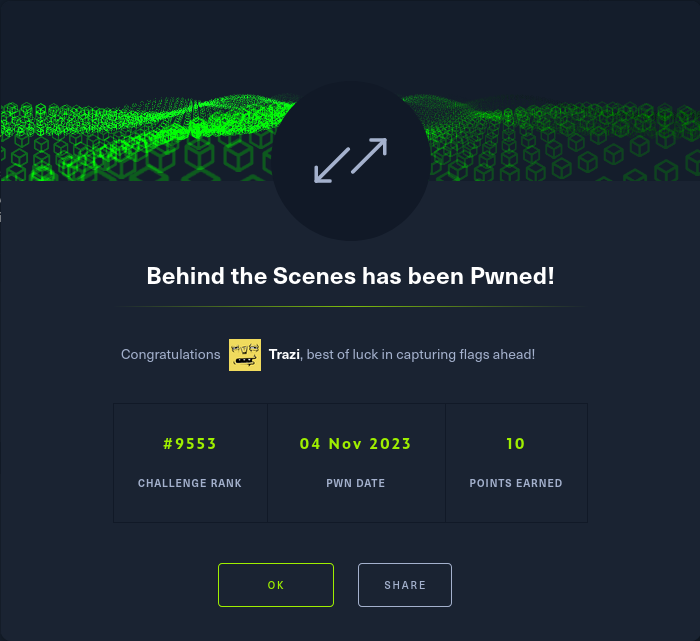 Behind the Scenes has been Pwned!
Congratulations Trazi, best of luck in capturing flags ahead!
#9553 04 Nov 2023 10
CHALLENGE RANK PWN DATE POINTS EARNED
OK SHARE